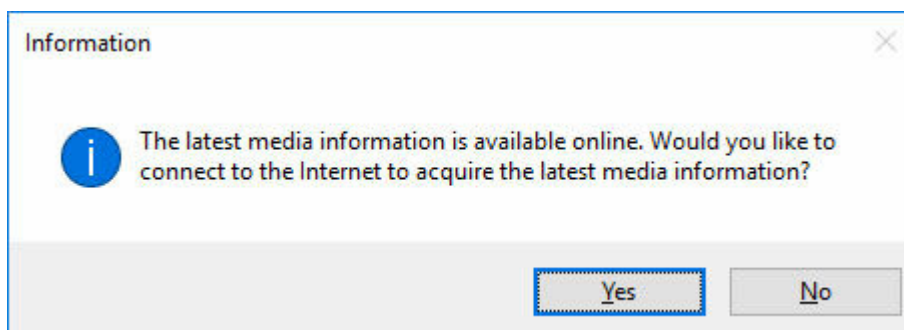 Information
The latest media information is available online. Would you like to
connect to the Internet to acquire the latest media information?
Yes
No